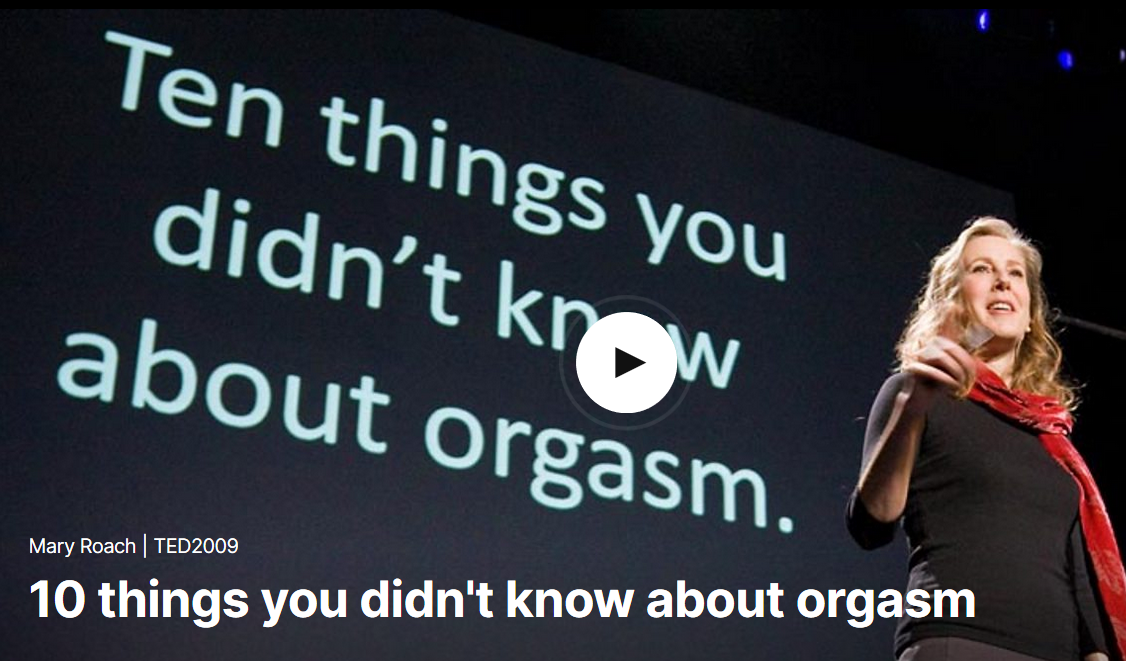 Ten things you
didn’t know
about orgasm.
Mary Roach | TED2009
10 things you didn't know about orgasm